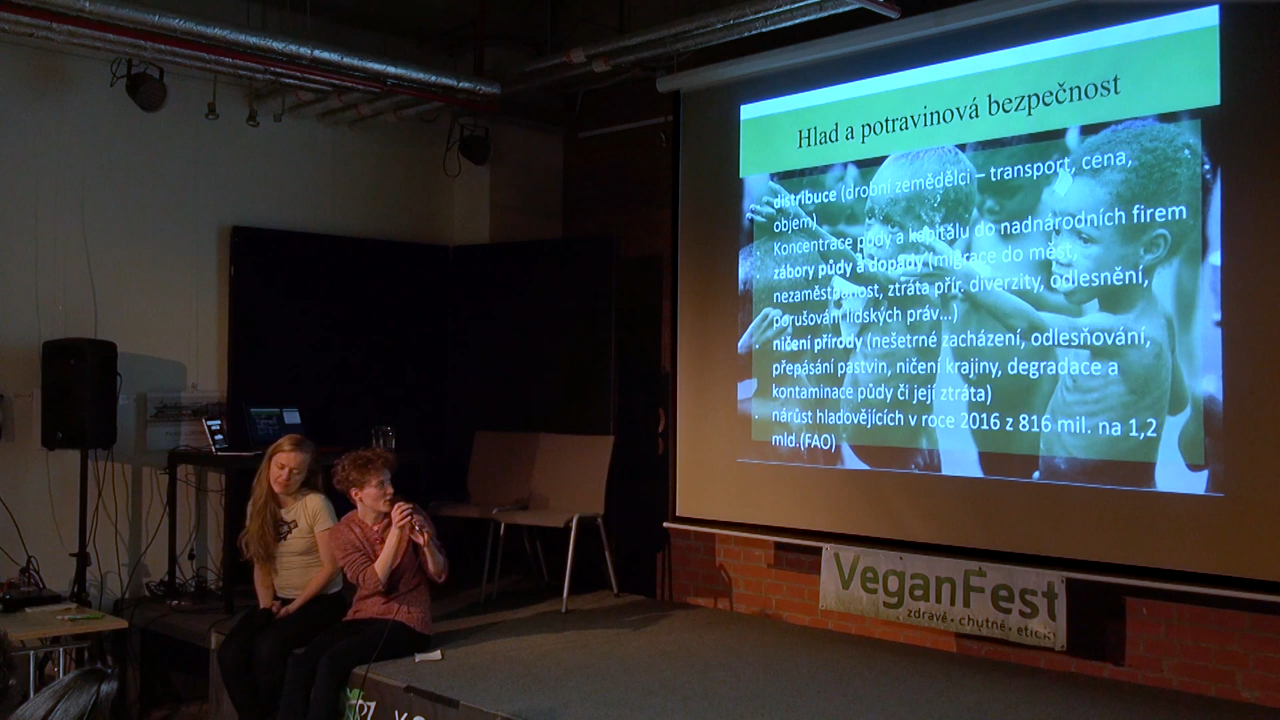 Hlad a potravinová bezpečnost
distribuce (drobní zemědělci – transport, cena,
objem)
Koncentrace půdy a kapitálu do nadnárodních firem
zábory půdy a dopady (migrace do měst,
nezaměstnanost, ztráta přír. diverzity, odlesnění,
porušování lidských práv...)
ničení přírody (nešetrné zacházení, odlesňování,
přepásání pastvin, ničení krajiny, degradace a
kontaminace půdy či její ztráta)
nárůst hladovějících v roce 2016 z 816 mil. na 1,2
mld.(FAO)
VeganFest
zdravě • chutně • eticky